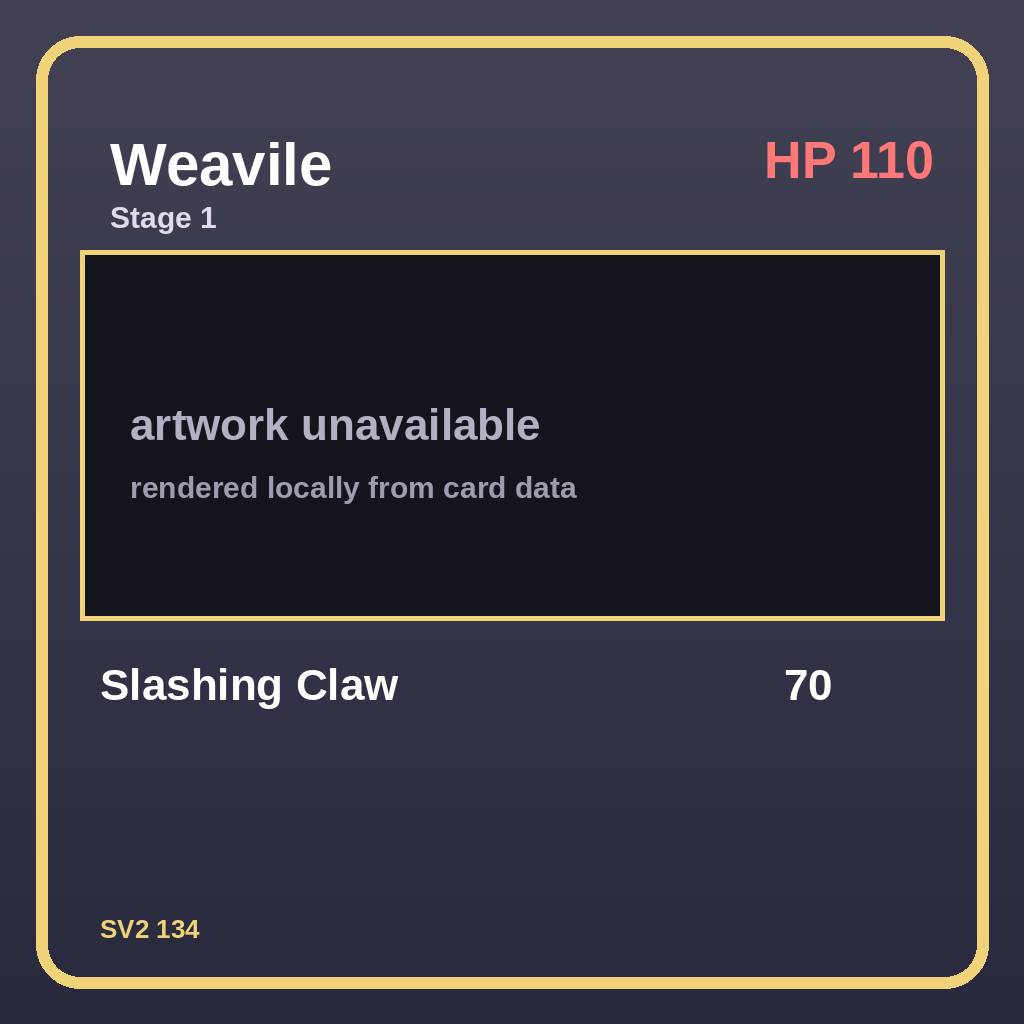 Weavile
HP 110
Stage 1
artwork unavailable
rendered locally from card data
Slashing Claw 70
SV2 134